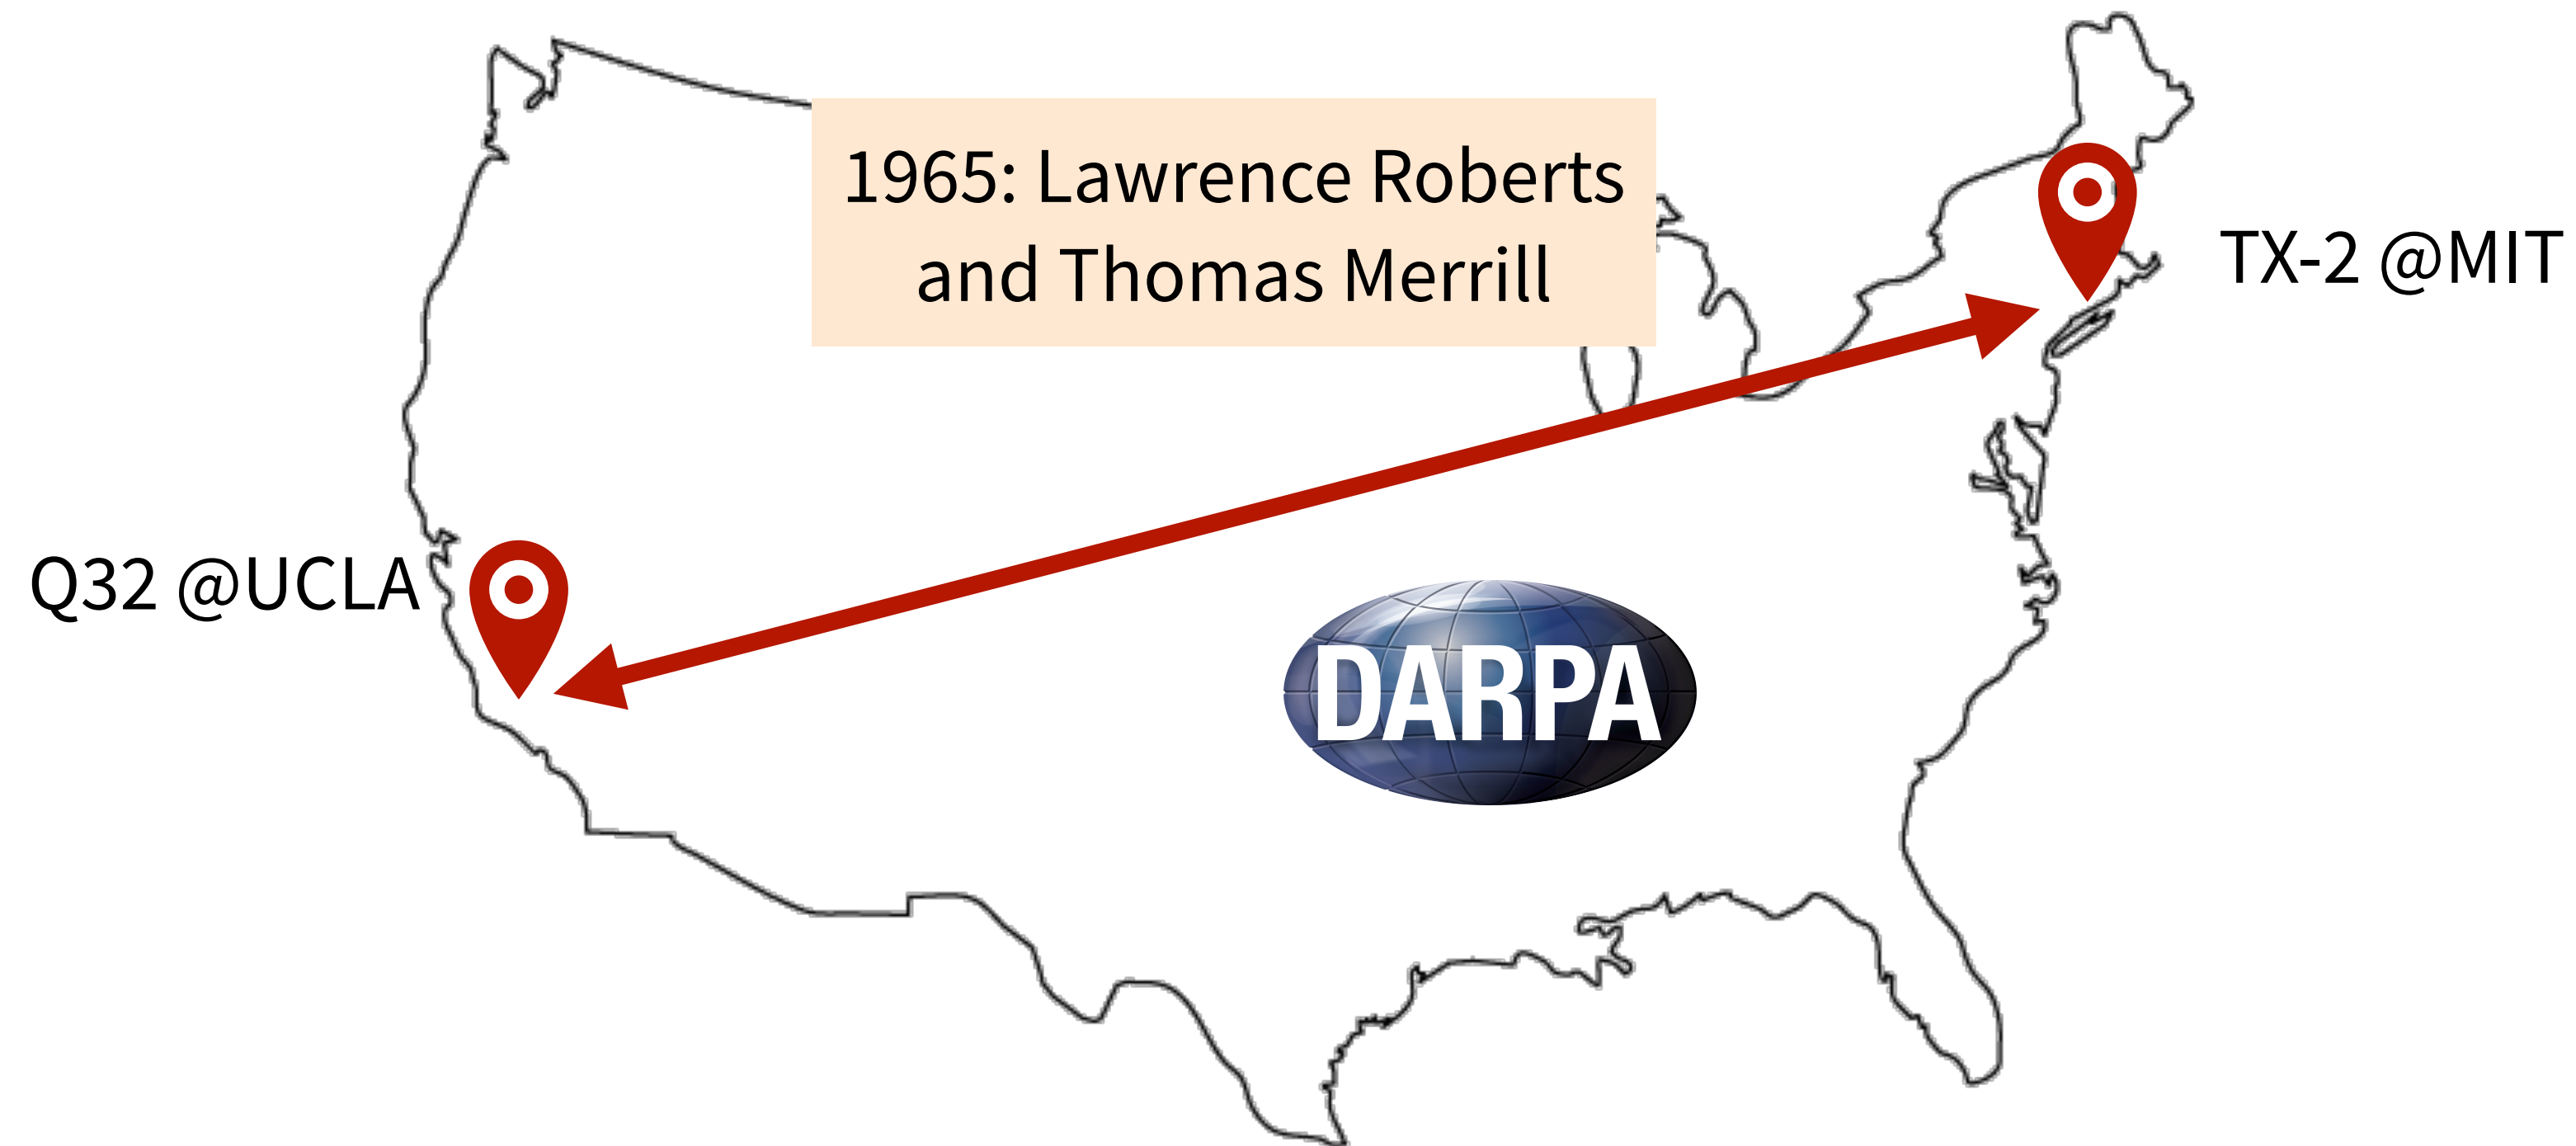 1965: Lawrence Roberts
and Thomas Merrill
TX-2 @MIT
Q32 @UCLA
DARPA